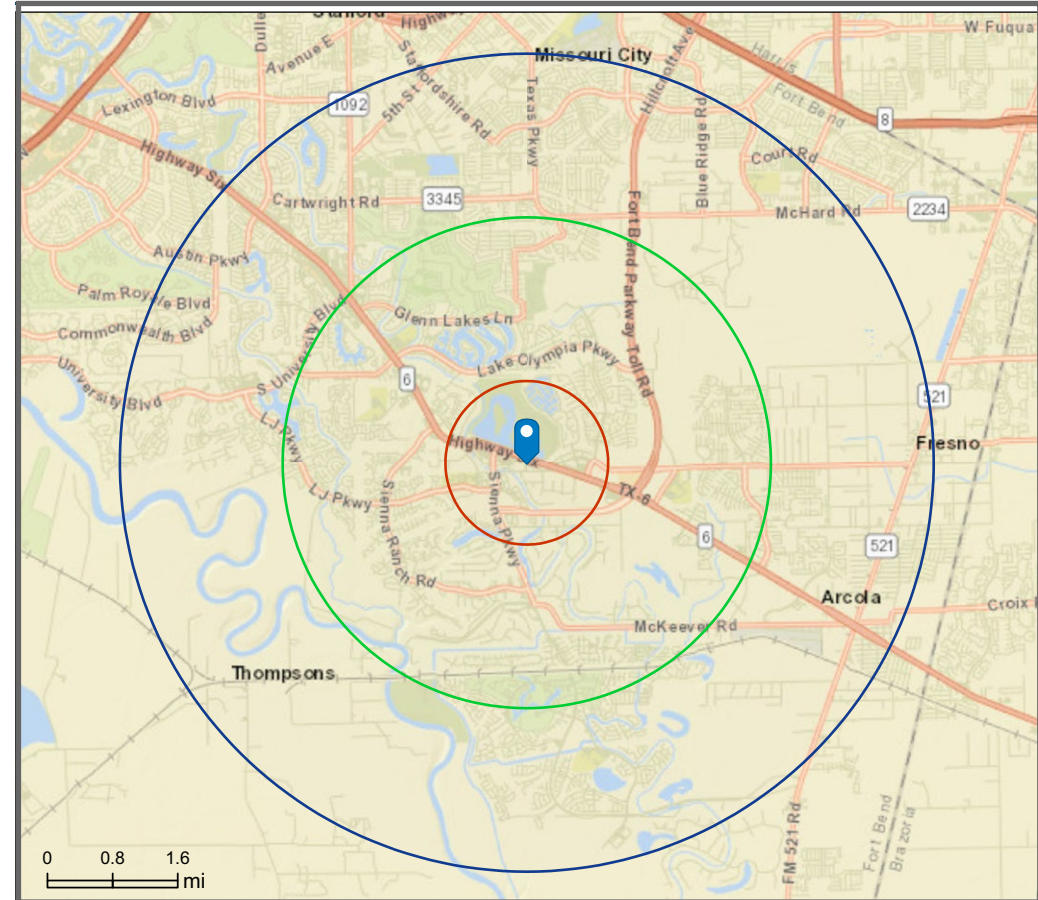 Stafford
Highway
W Fuqua
Dulle
Avenue E
Missouri City
Hillcroft Ave
Harris
Fort Bend
Staffordshire Rd
Lexington Blvd
1092
5th St
Texas Pkwy
8
Blue Ridge Rd
Court Rd
Highway Six
Cartwright Rd
3345
McHard Rd
2234
Fort Bend Parkway Toll Rd
Austin Pkwy
Palm Royale Blvd
Commonwealth Blvd
S University Blvd
Glenn Lakes Ln
Lake Olympia Pkwy
University Blvd
6
521
LJ Pkwy
Highway Six
Fresno
LJ Pkwy
Sienna Ranch Rd
Sienna Pkwy
TX-6
6
521
Arcola
Croix
McKeever Rd
Thompsons
FM 521 Rd
Fort Bend
Brazoria
0 0.8 1.6
mi